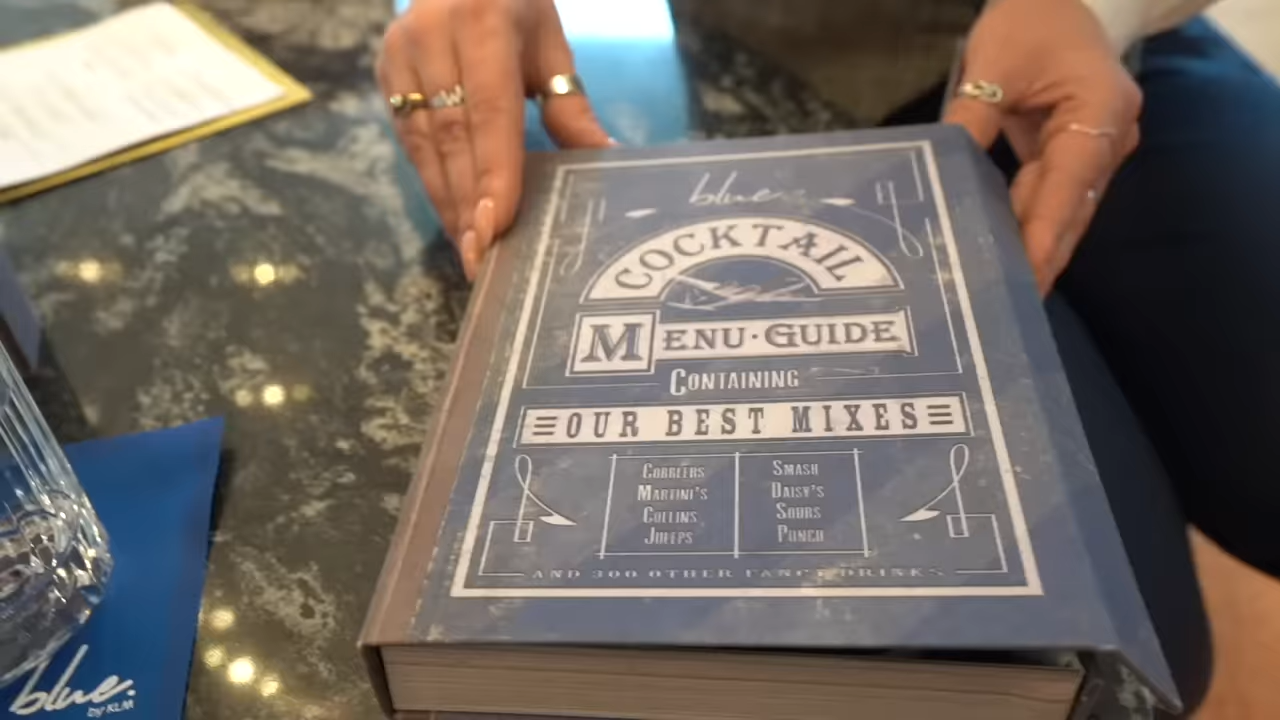 blue.
COCKTAIL
MENU·GUIDE
CONTAINING
OUR BEST MIXES
COBBLERS
MARTINI'S
COLLINS
JULEPS
SMASH
DAISY'S
SOURS
PUNCH
AND 300 OTHER FANCY DRINKS
blue.
by KLM